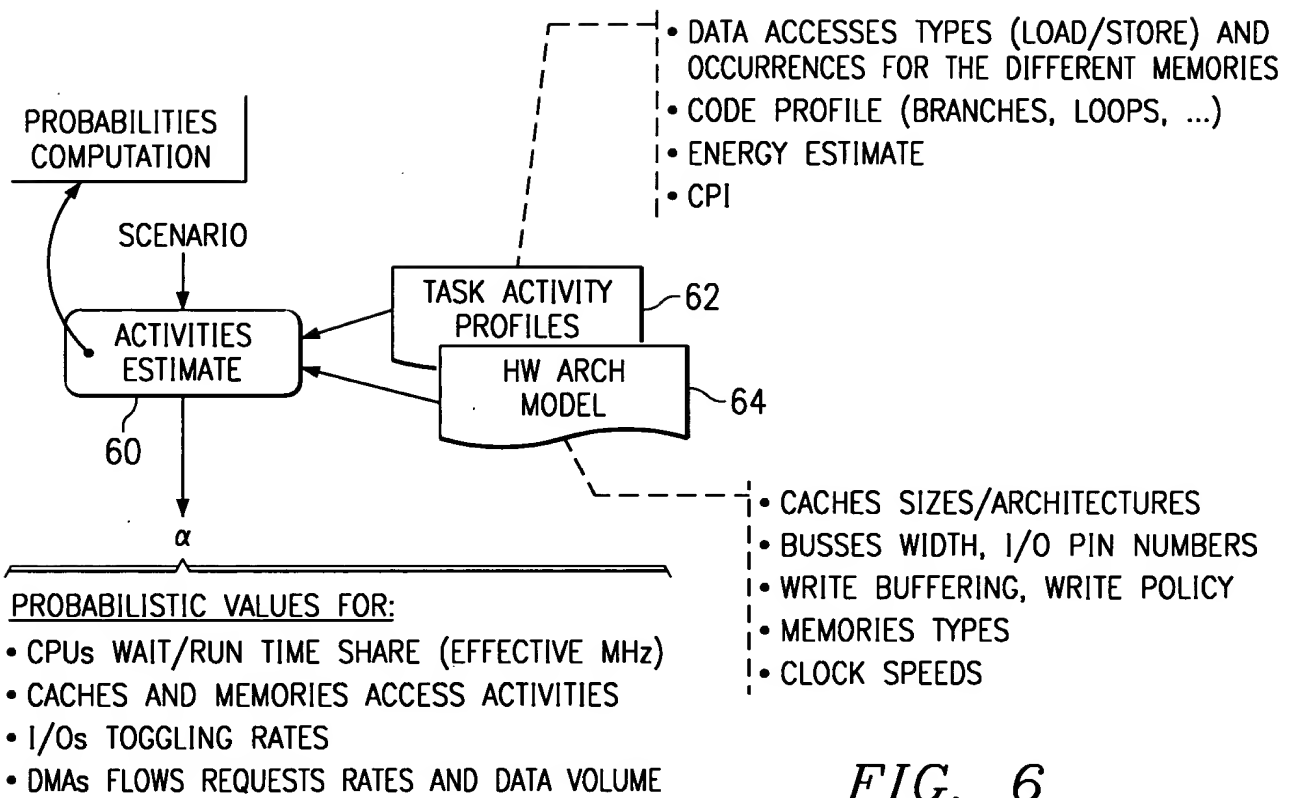 • DATA ACCESSES TYPES (LOAD/STORE) AND
OCCURRENCES FOR THE DIFFERENT MEMORIES
• CODE PROFILE (BRANCHES, LOOPS, ...)
• ENERGY ESTIMATE
• CPI
PROBABILITIES
COMPUTATION
SCENARIO
ACTIVITIES
ESTIMATE
60
TASK ACTIVITY
PROFILES
62
HW ARCH
MODEL
64
α
PROBABILISTIC VALUES FOR:
• CPUs WAIT/RUN TIME SHARE (EFFECTIVE MHz)
• CACHES AND MEMORIES ACCESS ACTIVITIES
• I/Os TOGGLING RATES
• DMAs FLOWS REQUESTS RATES AND DATA VOLUME
• CACHES SIZES/ARCHITECTURES
• BUSSES WIDTH, I/O PIN NUMBERS
• WRITE BUFFERING, WRITE POLICY
• MEMORIES TYPES
• CLOCK SPEEDS
FIG. 6